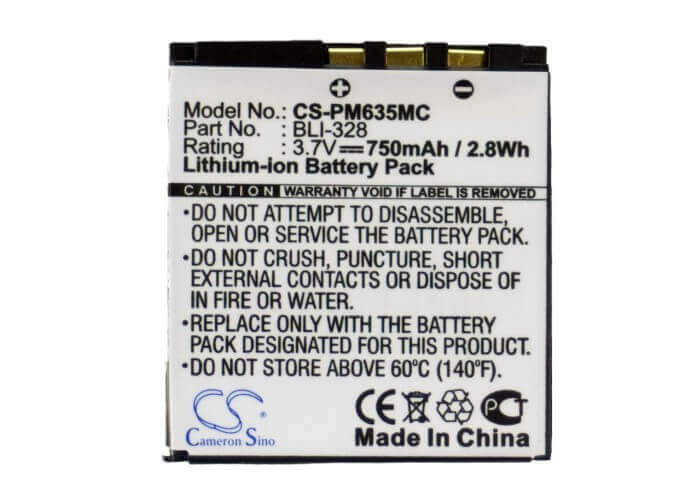 Model No.: CS-PM635MC
Part No.: BLI-328
Rating : 3.7V 750mAh / 2.8Wh
Lithium-ion Battery Pack
CAUTION WARRANTY VOID IF LABEL IS REMOVED
•DO NOT ATTEMPT TO DISASSEMBLE,
OPEN OR SERVICE THE BATTERY PACK.
•DO NOT CRUSH, PUNCTURE, SHORT
EXTERNAL CONTACTS OR DISPOSE OF
IN FIRE OR WATER.
•REPLACE ONLY WITH THE BATTERY
PACK DESIGNATED FOR THIS PRODUCT.
•DO NOT STORE ABOVE 60°C (140°F).
CS
Cameron Sino
CE
PCT
Made In China